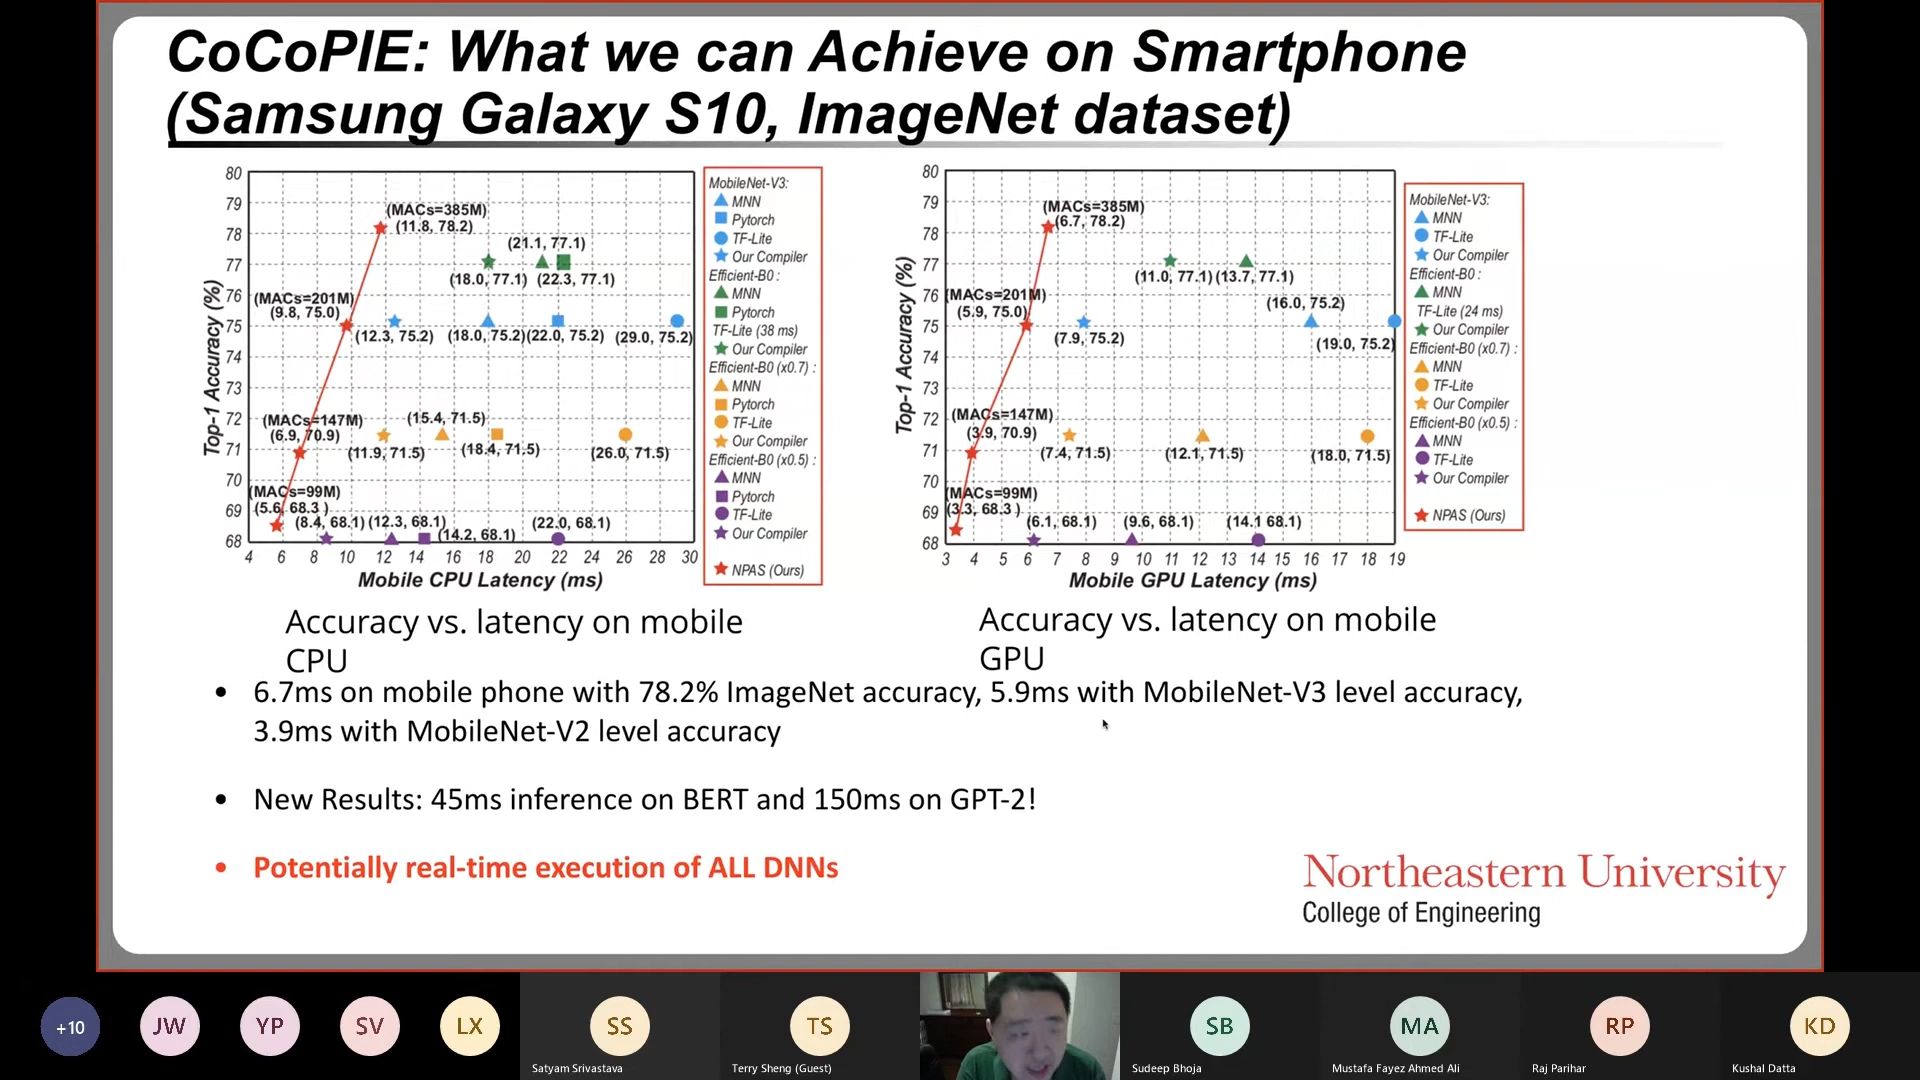 CoCoPIE: What we can Achieve on Smartphone
(Samsung Galaxy S10, ImageNet dataset)
80
79
78
77
76
75
74
73
72
71
70
69
68
4 6 8 10 12 14 16 18 20 22 24 26 28 30
Top-1 Accuracy (%)
Mobile CPU Latency (ms)
(MACs=385M)
(11.8, 78.2)
(21.1, 77.1)
(18.0, 77.1) (22.3, 77.1)
(MACs=201M)
(9.8, 75.0)
(12.3, 75.2) (18.0, 75.2) (22.0, 75.2) (29.0, 75.2)
(MACs=147M)
(6.9, 70.9)
(15.4, 71.5)
(11.9, 71.5) (18.4, 71.5) (26.0, 71.5)
(MACs=99M)
(5.6, 68.3 )
(8.4, 68.1) (12.3, 68.1) (14.2, 68.1) (22.0, 68.1)
MobileNet-V3:
MNN
Pytorch
TF-Lite
Our Compiler
Efficient-B0 :
MNN
Pytorch
TF-Lite (38 ms)
Our Compiler
Efficient-B0 (x0.7) :
MNN
Pytorch
TF-Lite
Our Compiler
Efficient-B0 (x0.5) :
MNN
Pytorch
TF-Lite
Our Compiler
NPAS (Ours)
80
79
78
77
76
75
74
73
72
71
70
69
68
3 4 5 6 7 8 9 10 11 12 13 14 15 16 17 18 19
Top-1 Accuracy (%)
Mobile GPU Latency (ms)
(MACs=385M)
(6.7, 78.2)
(11.0, 77.1) (13.7, 77.1)
(MACs=201M)
(5.9, 75.0)
(16.0, 75.2)
(7.9, 75.2)
(19.0, 75.2)
(MACs=147M)
(3.9, 70.9)
(7.4, 71.5) (12.1, 71.5) (18.0, 71.5)
(MACs=99M)
(3.3, 68.3 )
(6.1, 68.1) (9.6, 68.1) (14.1 68.1)
MobileNet-V3:
MNN
TF-Lite
Our Compiler
Efficient-B0 :
MNN
TF-Lite (24 ms)
Our Compiler
Efficient-B0 (x0.7) :
MNN
TF-Lite
Our Compiler
Efficient-B0 (x0.5) :
MNN
TF-Lite
Our Compiler
NPAS (Ours)
Accuracy vs. latency on mobile
CPU
Accuracy vs. latency on mobile
GPU
• 6.7ms on mobile phone with 78.2% ImageNet accuracy, 5.9ms with MobileNet-V3 level accuracy,
3.9ms with MobileNet-V2 level accuracy
• New Results: 45ms inference on BERT and 150ms on GPT-2!
• Potentially real-time execution of ALL DNNs
Northeastern University
College of Engineering
+10
JW
YP
SV
LX
SS
Satyam Srivastava
TS
Terry Sheng (Guest)
SB
Sudeep Bhoja
MA
Mustafa Fayez Ahmed Ali
RP
Raj Parihar
KD
Kushal Datta